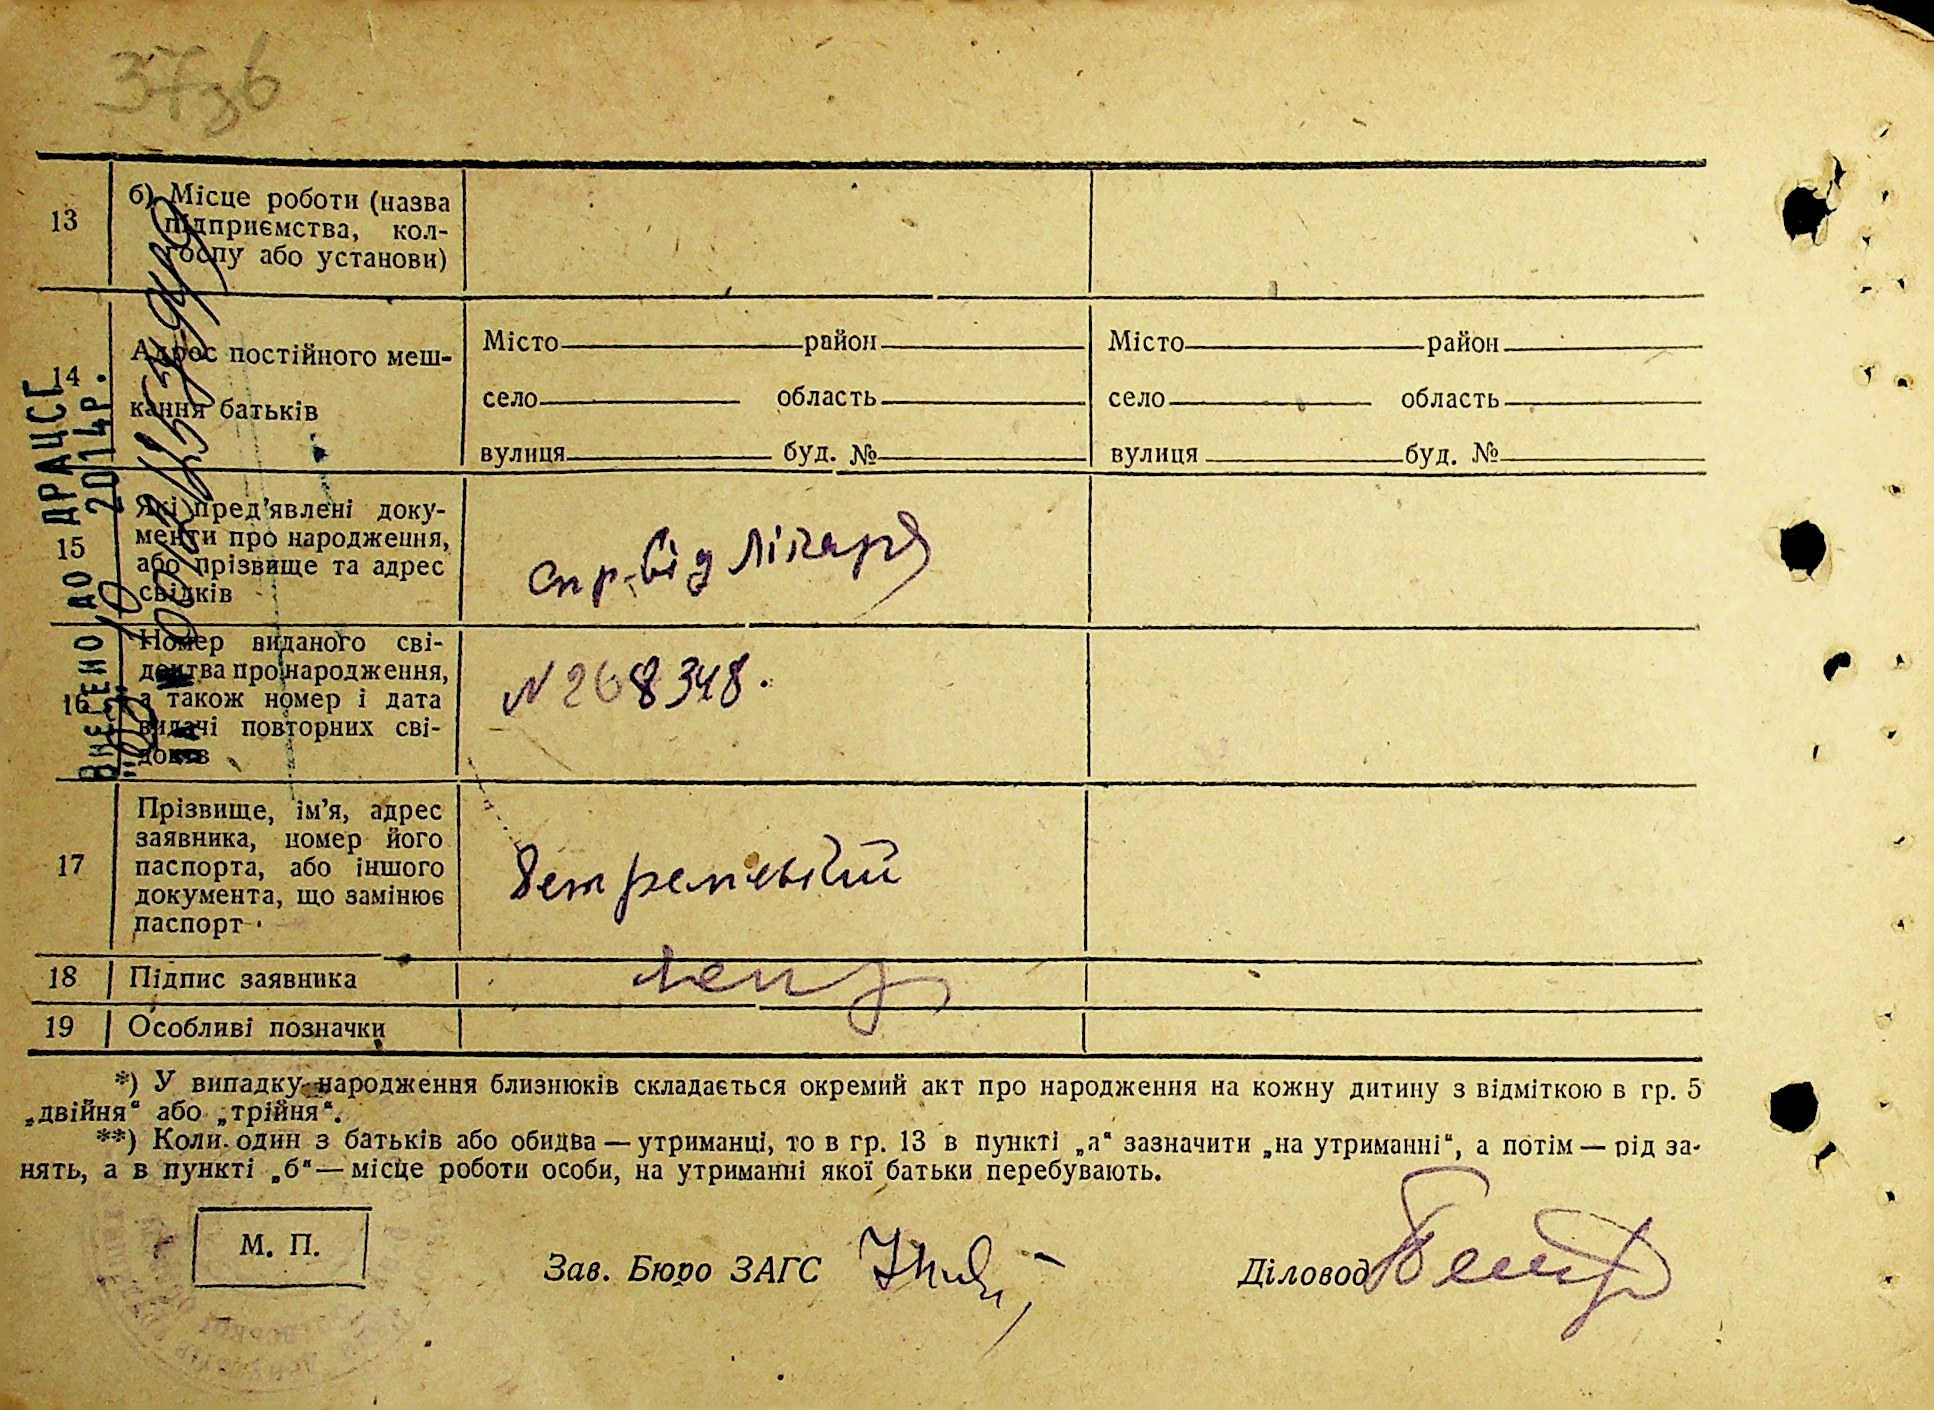 13
б) Місце роботи (назва
підприємства, кол-
госпу або установи)
14
Адрос постійного меш-
кання батьків
Місто район
село область
вулиця буд. №
Місто район
село область
вулиця буд. №
15
Які пред'явлені доку-
менти про народження,
або прізвище та адрес
свідків
спр. від лікаря
16
Номер виданого сві-
доцтва про народження,
а також номер і дата
видачі повторних сві-
доцтв
N 268348.
17
Прізвище, ім'я, адрес
заявника, номер його
паспорта, або іншого
документа, що замінює
паспорт
18
Підпис заявника
19
Особливі позначки
ВНЕСЕНО ДО ДРАЦСГ
2014Р.
*) У випадку народження близнюків складається окремий акт про народження на кожну дитину з відміткою в гр. 5
„двійня“ або „трійня“.
**) Коли один з батьків або обидва — утриманці, то в гр. 13 в пункті „а“ зазначити „на утриманні“, а потім — рід за-
нять, а в пункті „б“ — місце роботи особи, на утриманні якої батьки перебувають.
М. П.
Зав. Бюро ЗАГС
Діловод